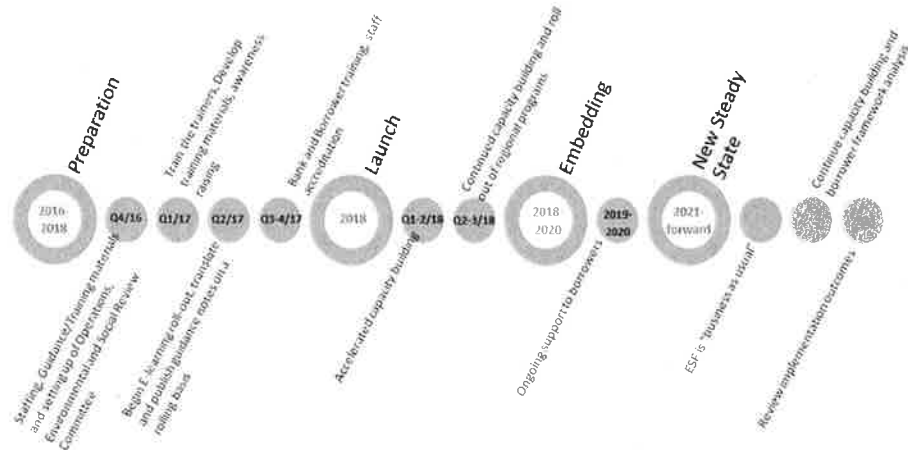 Preparation
2016-
2018
Q4/16
Staffing, Guidance/Training materials
and setting up of Operations,
Environmental and Social Review
Committee
Q1/17
Train the trainers, Develop
training materials, awareness
raising
Q2/17
Begin E-learning roll-out, translate
and publish guidance notes on a
rolling basis
Q3-4/17
Bank and Borrower training, staff
accreditation
Launch
2018
Q1-2/18
Accelerated capacity building
Q2-3/18
Continued capacity building and roll
out of regional programs
Embedding
2018-
2020
2019-
2020
Ongoing support to borrowers
New Steady
State
2021-
forward
ESF is "business as usual"
Continue capacity building and
borrower framework analysis
Review implementation outcomes